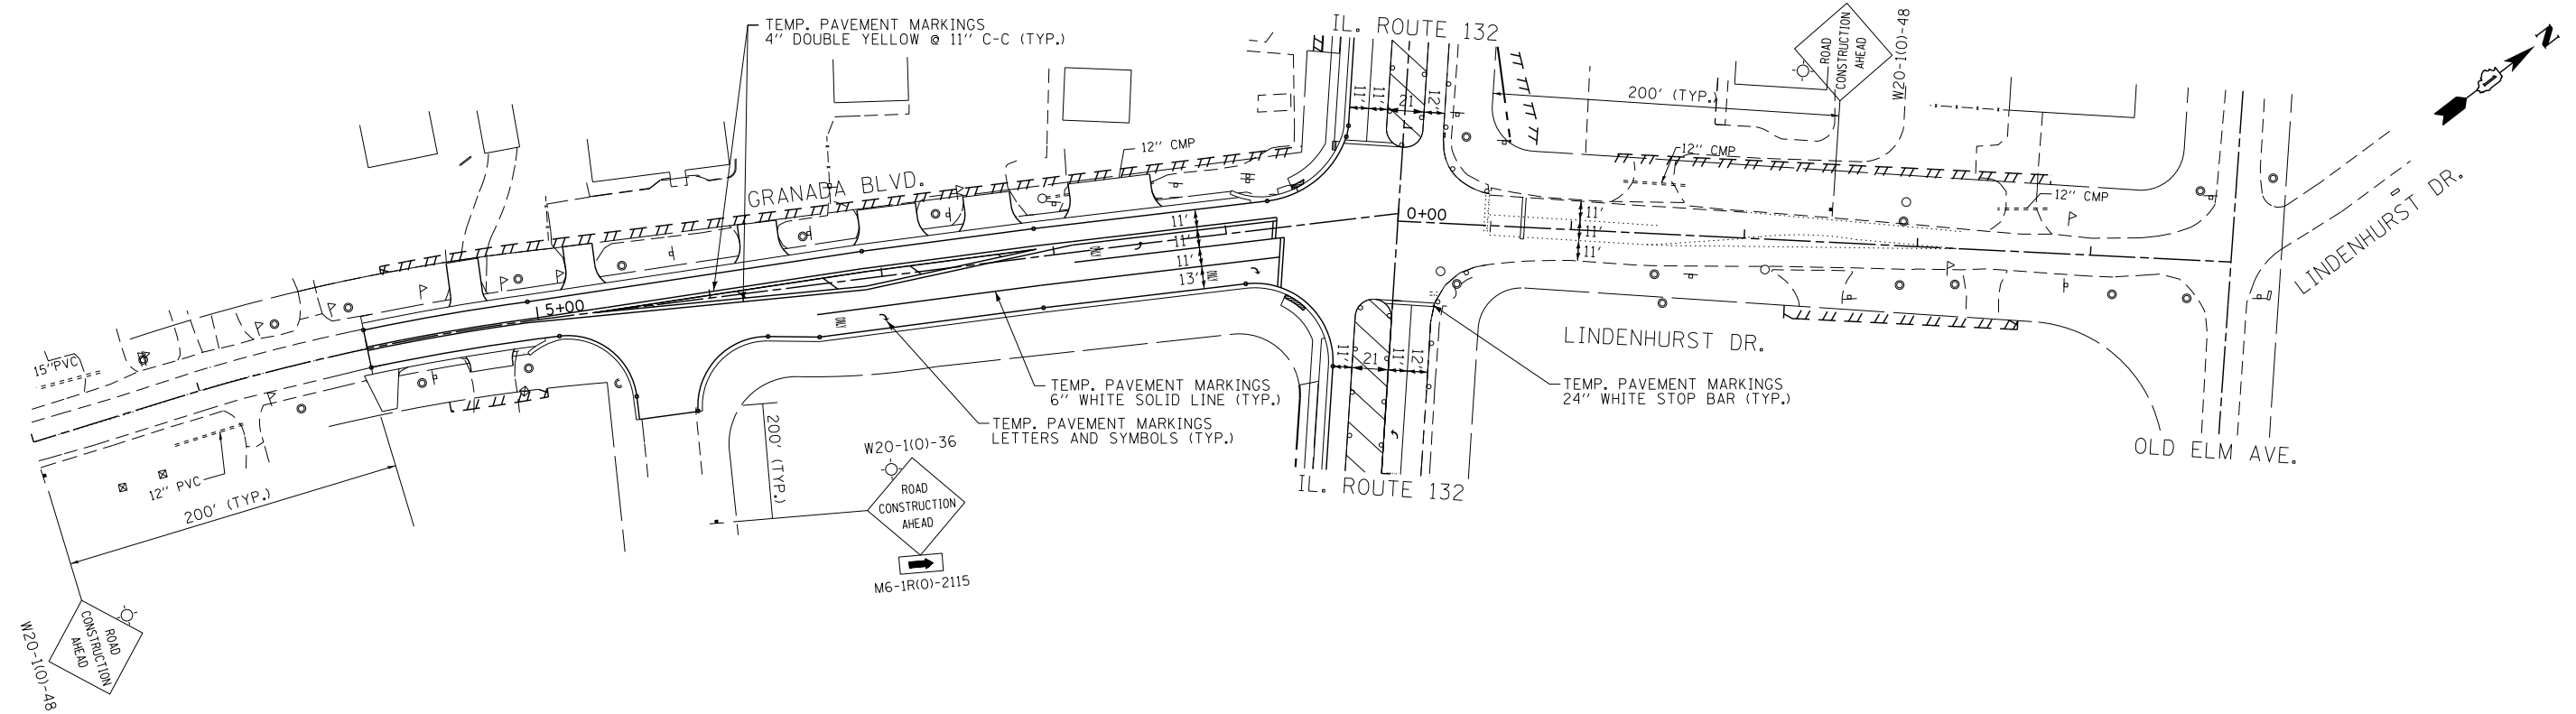 TEMP. PAVEMENT MARKINGS
4" DOUBLE YELLOW @ 11" C-C (TYP.)
IL. ROUTE 132
ROAD
CONSTRUCTION
AHEAD
W20-1(O)-48
N
200' (TYP.)
11'
11'
21
12'
12" CMP
12" CMP
12" CMP
GRANADA BLVD.
LINDENHURST DR.
0+00
11'
11'
11'
11'
11'
11'
13'
ONLY
ONLY
ONLY
5+00
15" PVC
12" PVC
200' (TYP.)
LINDENHURST DR.
11'
21
11'
12'
TEMP. PAVEMENT MARKINGS
6" WHITE SOLID LINE (TYP.)
TEMP. PAVEMENT MARKINGS
24" WHITE STOP BAR (TYP.)
TEMP. PAVEMENT MARKINGS
LETTERS AND SYMBOLS (TYP.)
200' (TYP.)
OLD ELM AVE.
IL. ROUTE 132
W20-1(O)-36
ROAD
CONSTRUCTION
AHEAD
M6-1R(O)-2115
ROAD
CONSTRUCTION
AHEAD
W20-1(O)-48